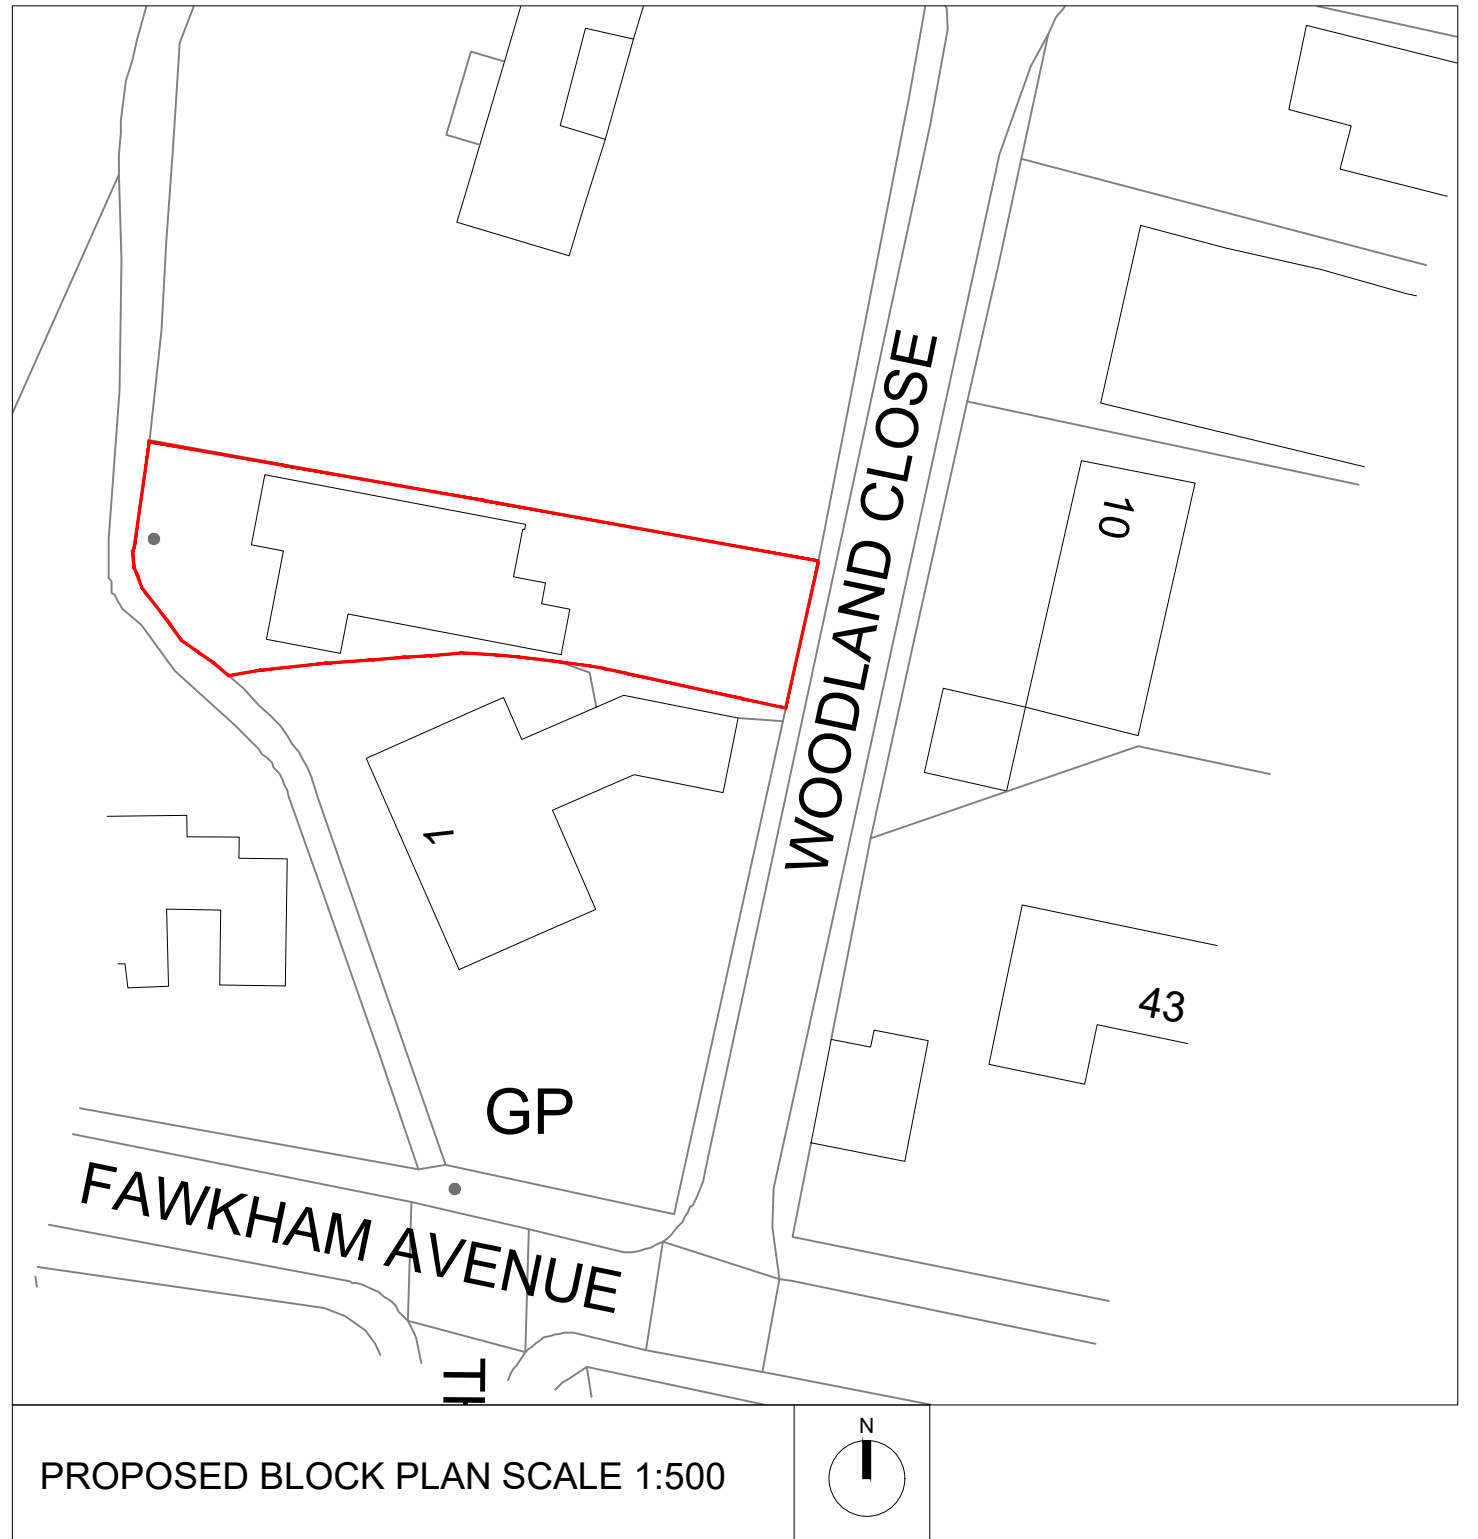 WOODLAND CLOSE
10
1
43
GP
FAWKHAM AVENUE
N
PROPOSED BLOCK PLAN SCALE 1:500